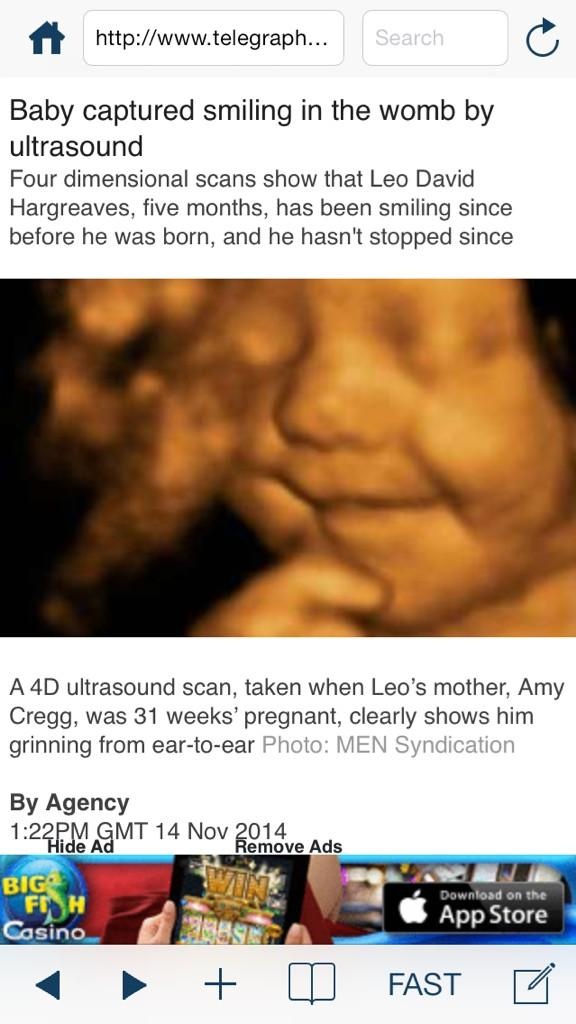 http://www.telegraph...
Search
Baby captured smiling in the womb by
ultrasound
Four dimensional scans show that Leo David
Hargreaves, five months, has been smiling since
before he was born, and he hasn't stopped since
A 4D ultrasound scan, taken when Leo’s mother, Amy
Cregg, was 31 weeks’ pregnant, clearly shows him
grinning from ear-to-ear Photo: MEN Syndication
By Agency
1:22PM GMT 14 Nov 2014
Hide Ad
Remove Ads
BIG FISH
Casino
WIN
Download on the
App Store
FAST